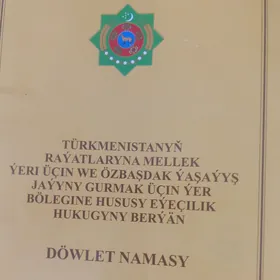 TÜRKMENISTANYŇ
RAÝATLARYNA MELLEK
ÝERI ÜÇIN WE ÖZBAŞDAK ÝAŞAÝYŞ
JAÝYNY GURMAK ÜÇIN ÝER
BÖLEGINE HUSUSY EÝEÇILIK
HUKUGYNY BERÝÄN
DÖWLET NAMASY